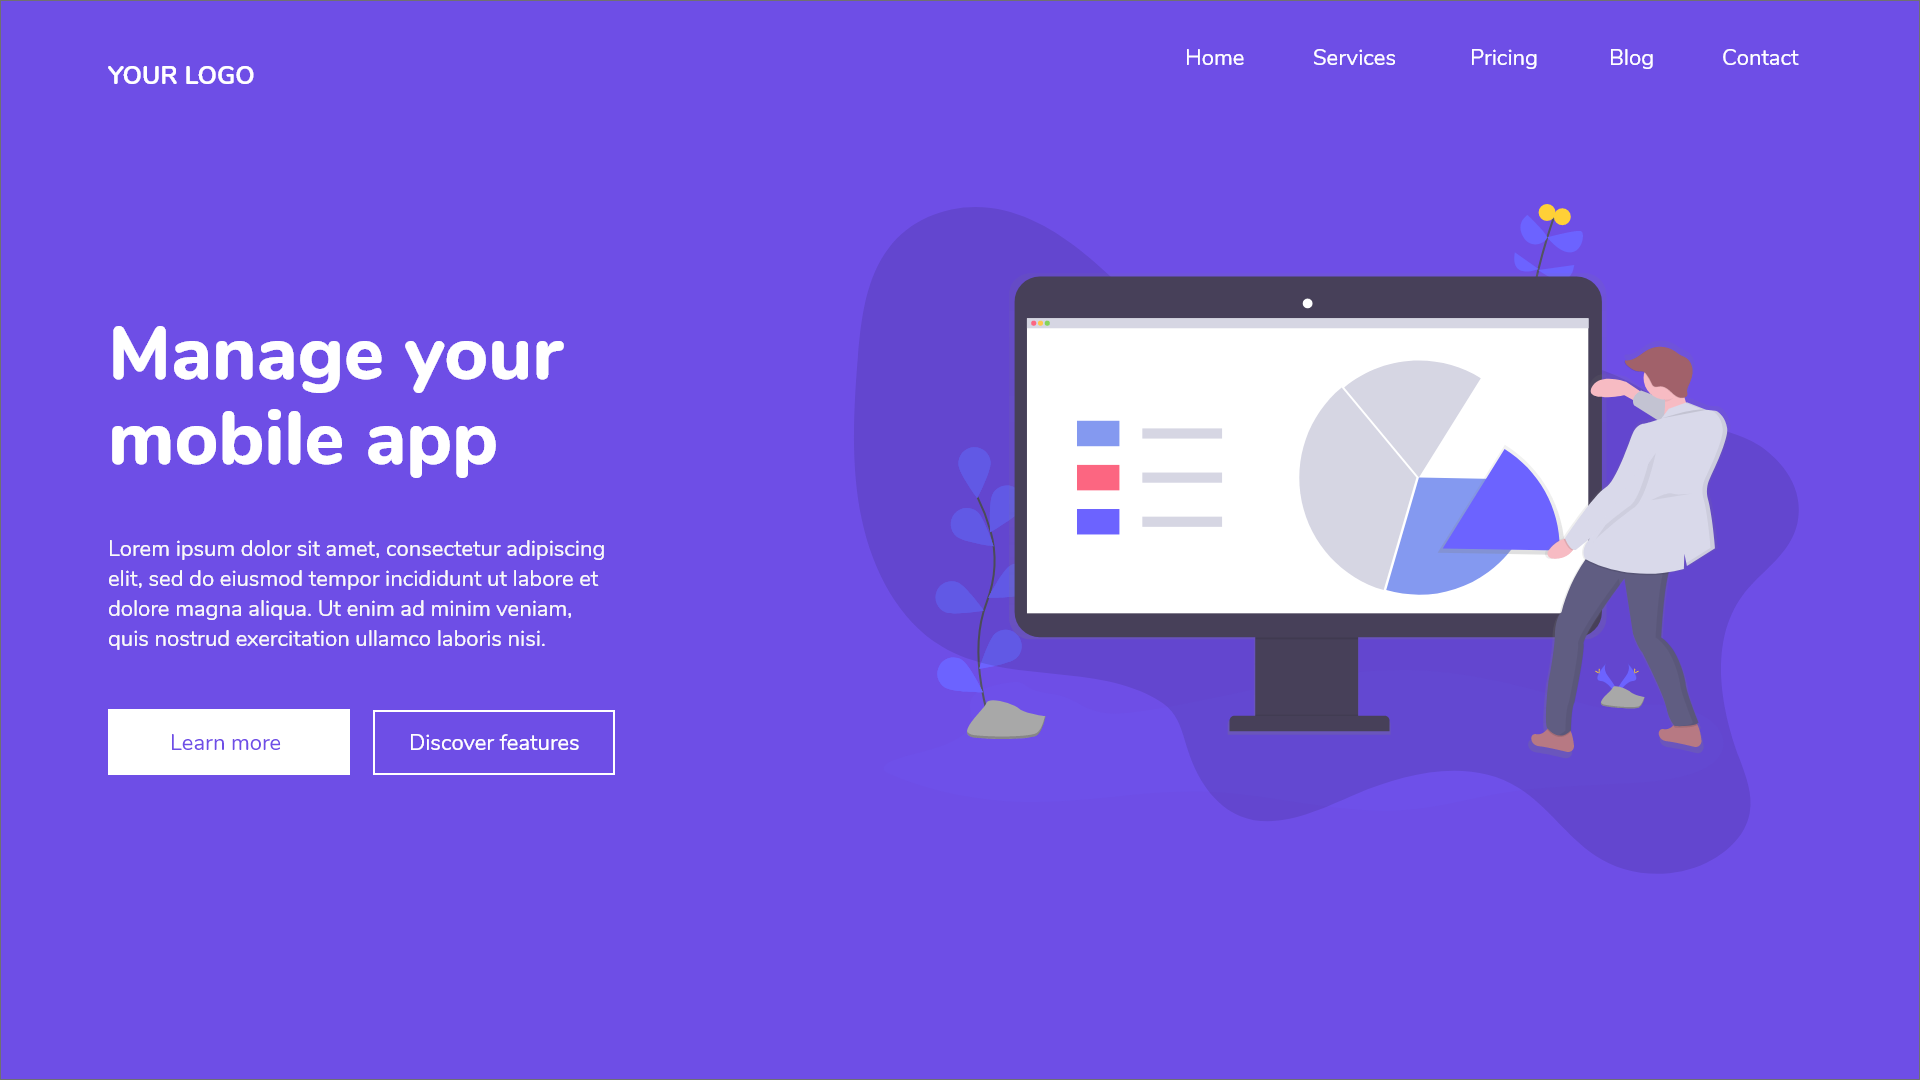 YOUR LOGO
Home Services Pricing Blog Contact
Manage your
mobile app
Lorem ipsum dolor sit amet, consectetur adipiscing
elit, sed do eiusmod tempor incididunt ut labore et
dolore magna aliqua. Ut enim ad minim veniam,
quis nostrud exercitation ullamco laboris nisi.
Learn more
Discover features